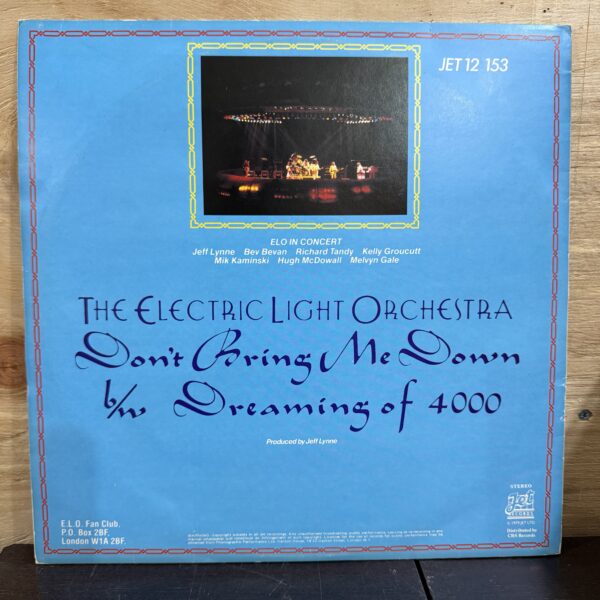 JET 12 153
ELO IN CONCERT
Jeff Lynne Bev Bevan Richard Tandy Kelly Groucutt
Mik Kaminski Hugh McDowall Melvyn Gale
THE ELECTRIC LIGHT ORCHESTRA
Don't Bring Me Down
b/w Dreaming of 4000
Produced by Jeff Lynne
E.L.O. Fan Club,
P.O. Box 2BF,
London W1A 2BF.
STEREO
Jet
RECORDS
Distributed by
CBS Records